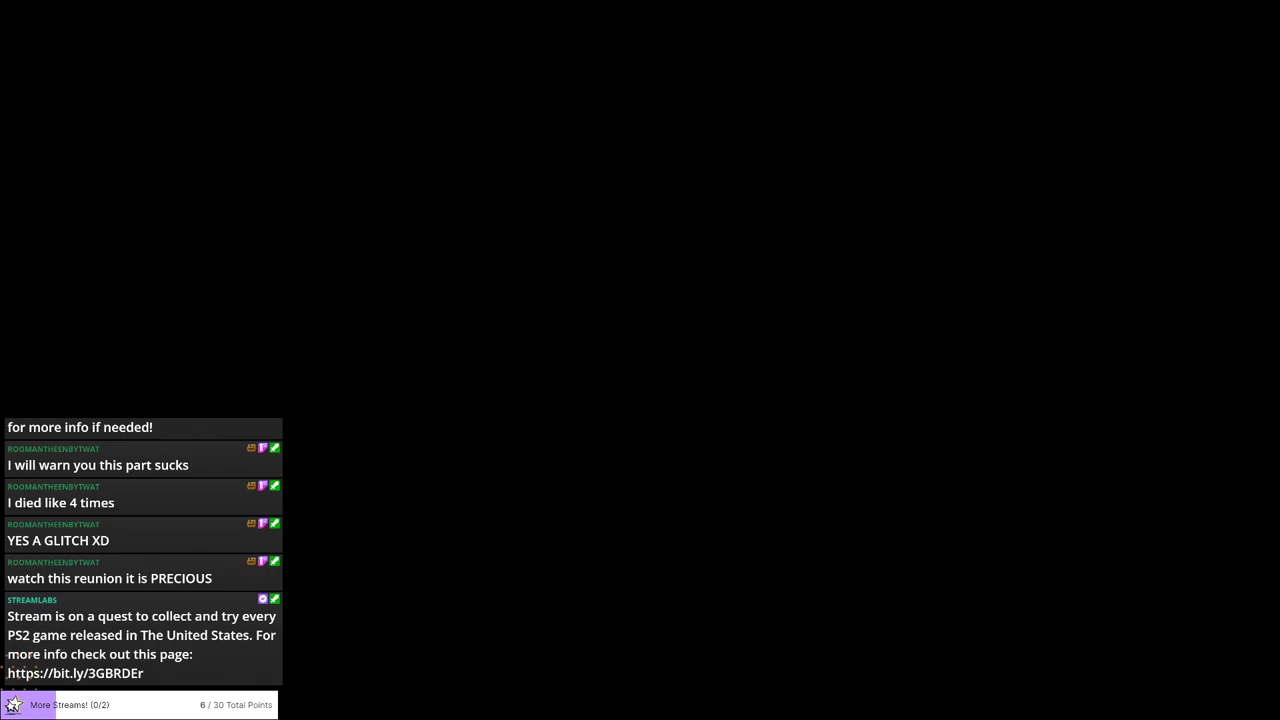 for more info if needed!
ROOMANTHEENBYTWAT
I will warn you this part sucks
ROOMANTHEENBYTWAT
I died like 4 times
ROOMANTHEENBYTWAT
YES A GLITCH XD
ROOMANTHEENBYTWAT
watch this reunion it is PRECIOUS
STREAMLABS
Stream is on a quest to collect and try every
PS2 game released in The United States. For
more info check out this page:
https://bit.ly/3GBRDEr
More Streams! (0/2) 6 / 30 Total Points